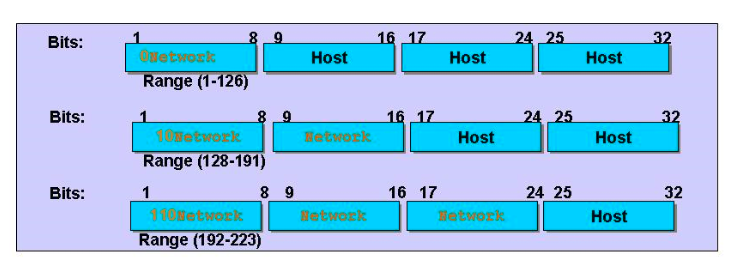 Bits: 1 8 9 16 17 24 25 32
0Network Host Host Host
Range (1-126)
Bits: 1 8 9 16 17 24 25 32
10Network Network Host Host
Range (128-191)
Bits: 1 8 9 16 17 24 25 32
110Network Network Network Host
Range (192-223)